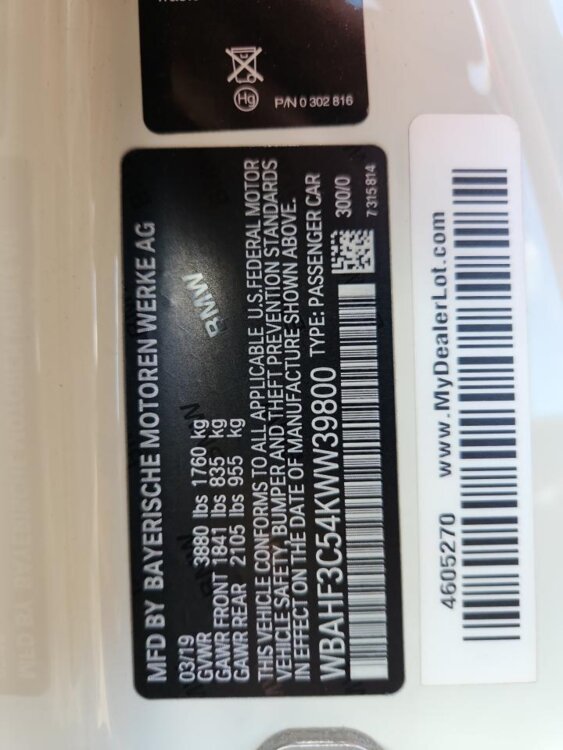 Hg
P/N 0 302 816
MFD BY BAYERISCHE MOTOREN WERKE AG
03/19
GVWR 3880 lbs 1760 kg
GAWR FRONT 1841 lbs 835 kg
GAWR REAR 2105 lbs 955 kg
BMW
THIS VEHICLE CONFORMS TO ALL APPLICABLE U.S.FEDERAL MOTOR
VEHICLE SAFETY, BUMPER AND THEFT PREVENTION STANDARDS
IN EFFECT ON THE DATE OF MANUFACTURE SHOWN ABOVE.
WBAHF3C54KWW39800 TYPE: PASSENGER CAR
300/0
7 315 814
4605270 www.MyDealerLot.com